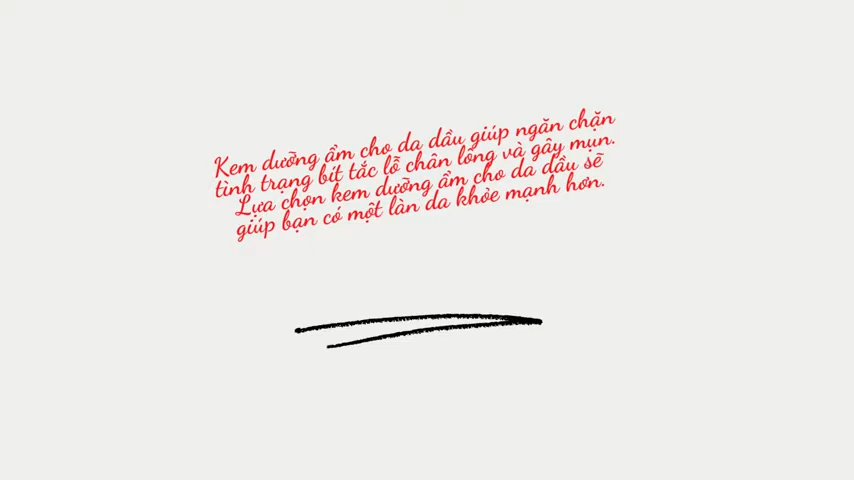 Kem dưỡng ẩm cho da dầu giúp ngăn chặn
tình trạng bít tắc lỗ chân lông và gây mụn.
Lựa chọn kem dưỡng ẩm cho da dầu sẽ
giúp bạn có một làn da khỏe mạnh hơn.